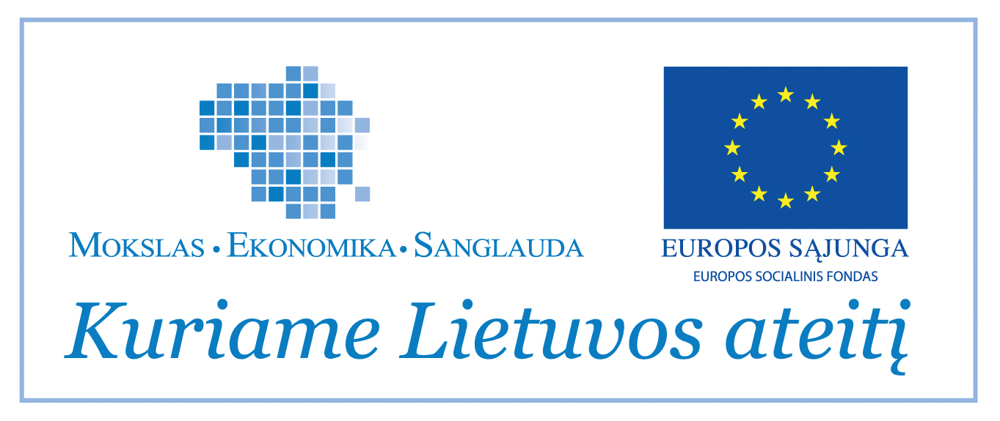 MOKSLAS • EKONOMIKA • SANGLAUDA
EUROPOS SĄJUNGA
EUROPOS SOCIALINIS FONDAS
Kuriame Lietuvos ateitį